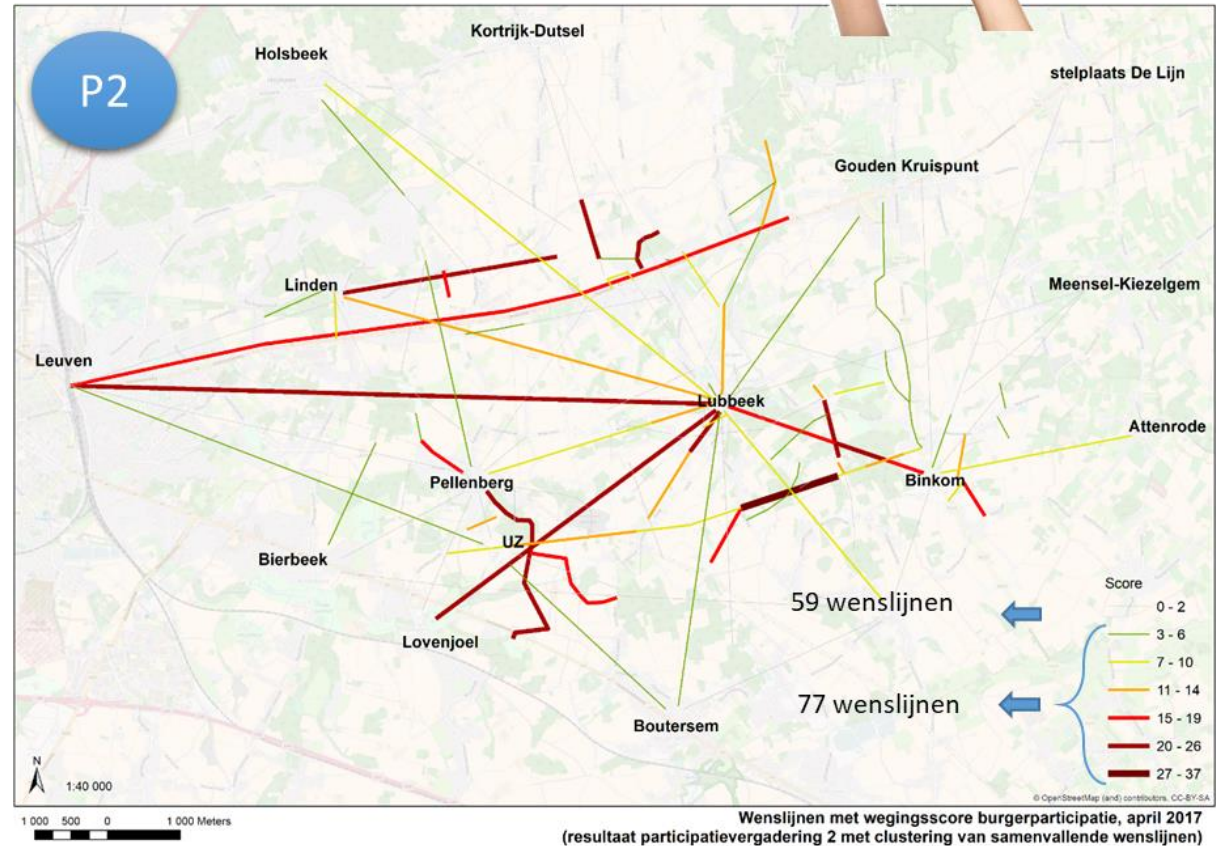 P2
Kortrijk-Dutsel
Holsbeek
stelplaats De Lijn
Gouden Kruispunt
Linden
Meensel-Kiezelgem
Leuven
Lubbeek
Attenrode
Pellenberg
Binkom
UZ
Bierbeek
Lovenjoel
Boutersem
59 wenslijnen
77 wenslijnen
Score
0 - 2
3 - 6
7 - 10
11 - 14
15 - 19
20 - 26
27 - 37
N
1:40 000
© OpenStreetMap (and) contributors, CC-BY-SA
1 000 500 0 1 000 Meters
Wenslijnen met wegingsscore burgerparticipatie, april 2017
(resultaat participatievergadering 2 met clustering van samenvallende wenslijnen)